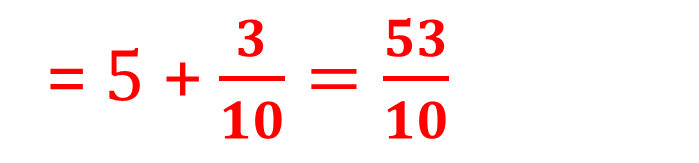 = 5 + 3/10 = 53/10